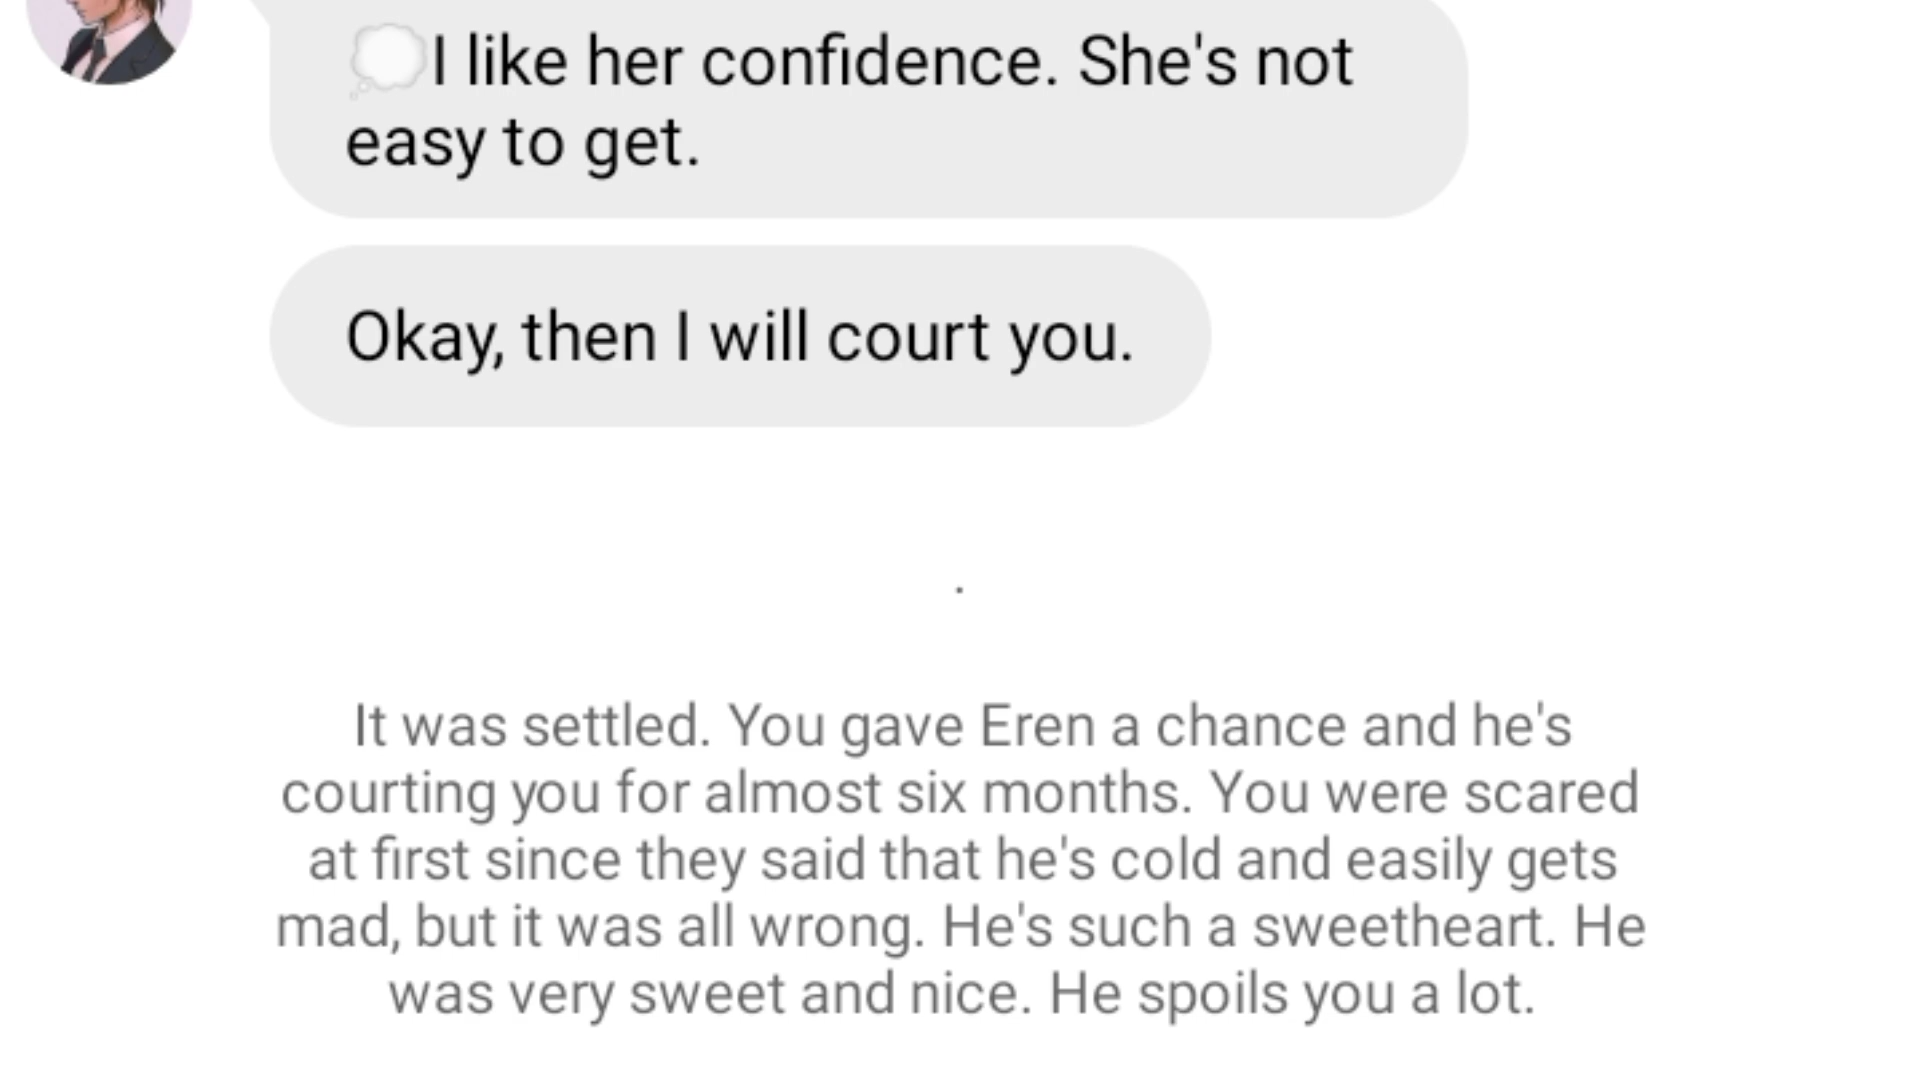 💭I like her confidence. She's not
easy to get.
Okay, then I will court you.
.
It was settled. You gave Eren a chance and he's
courting you for almost six months. You were scared
at first since they said that he's cold and easily gets
mad, but it was all wrong. He's such a sweetheart. He
was very sweet and nice. He spoils you a lot.